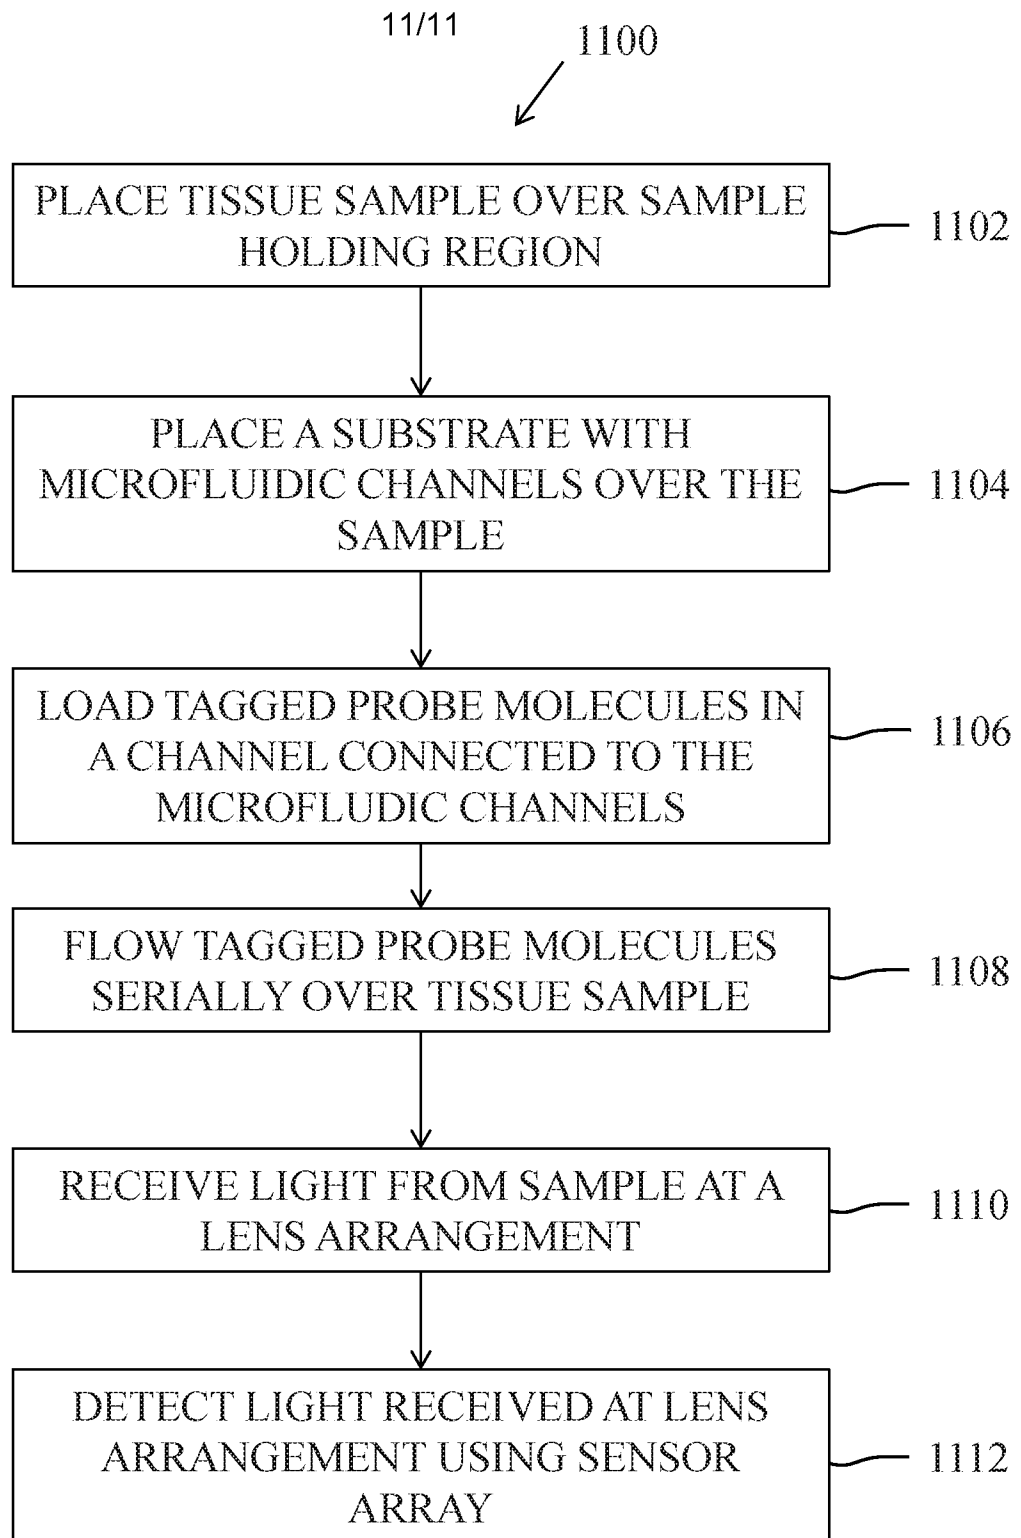 11/11
1100
PLACE TISSUE SAMPLE OVER SAMPLE
HOLDING REGION
1102
PLACE A SUBSTRATE WITH
MICROFLUIDIC CHANNELS OVER THE
SAMPLE
1104
LOAD TAGGED PROBE MOLECULES IN
A CHANNEL CONNECTED TO THE
MICROFLUDIC CHANNELS
1106
FLOW TAGGED PROBE MOLECULES
SERIALLY OVER TISSUE SAMPLE
1108
RECEIVE LIGHT FROM SAMPLE AT A
LENS ARRANGEMENT
1110
DETECT LIGHT RECEIVED AT LENS
ARRANGEMENT USING SENSOR
ARRAY
1112